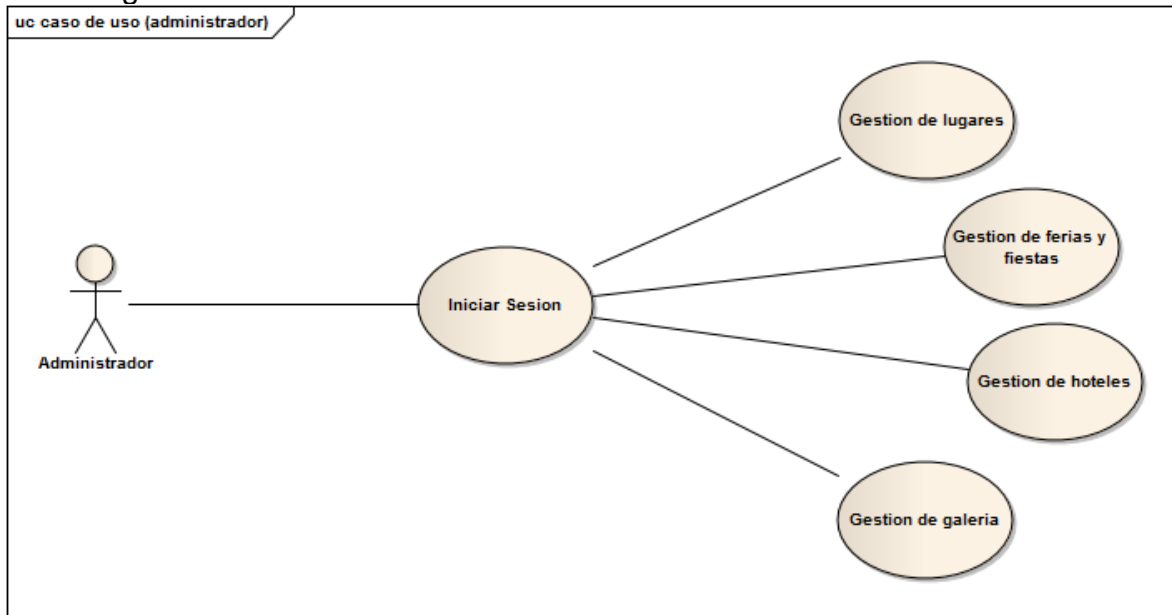 uc caso de uso (administrador)
Gestion de lugares
Gestion de ferias y
fiestas
Iniciar Sesion
Administrador
Gestion de hoteles
Gestion de galeria